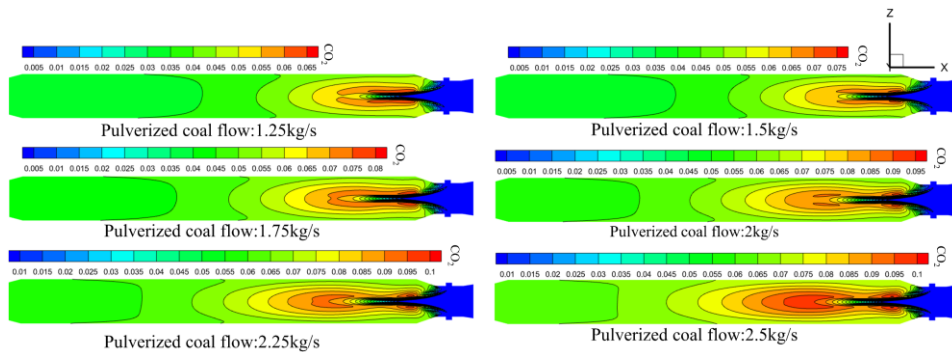 CO2
0.005 0.01 0.015 0.02 0.025 0.03 0.035 0.04 0.045 0.05 0.055 0.06 0.065
Pulverized coal flow:1.25kg/s
Z
X
CO2
0.005 0.01 0.015 0.02 0.025 0.03 0.035 0.04 0.045 0.05 0.055 0.06 0.065 0.07 0.075
Pulverized coal flow:1.5kg/s
CO2
0.005 0.01 0.015 0.02 0.025 0.03 0.035 0.04 0.045 0.05 0.055 0.06 0.065 0.07 0.075 0.08
Pulverized coal flow:1.75kg/s
CO2
0.005 0.01 0.015 0.02 0.025 0.03 0.035 0.04 0.045 0.05 0.055 0.06 0.065 0.07 0.075 0.08 0.085 0.09 0.095
Pulverized coal flow:2kg/s
CO2
0.01 0.015 0.02 0.025 0.03 0.035 0.04 0.045 0.05 0.055 0.06 0.065 0.07 0.075 0.08 0.085 0.09 0.095 0.1
Pulverized coal flow:2.25kg/s
CO2
0.01 0.015 0.02 0.025 0.03 0.035 0.04 0.045 0.05 0.055 0.06 0.065 0.07 0.075 0.08 0.085 0.09 0.095 0.1
Pulverized coal flow:2.5kg/s